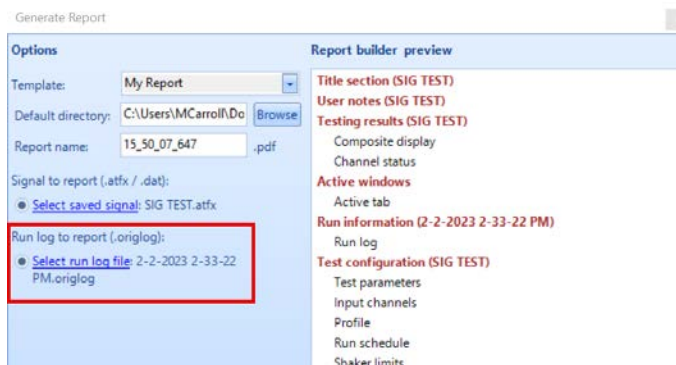 Generate Report
Options
Template:
My Report
Default directory:
C:\Users\MCarroll\Do
Browse
Report name:
15_50_07_647
.pdf
Signal to report (.atfx / .dat):
Select saved signal: SIG TEST.atfx
Run log to report (.origlog):
Select run log file: 2-2-2023 2-33-22
PM.origlog
Report builder preview
Title section (SIG TEST)
User notes (SIG TEST)
Testing results (SIG TEST)
Composite display
Channel status
Active windows
Active tab
Run information (2-2-2023 2-33-22 PM)
Run log
Test configuration (SIG TEST)
Test parameters
Input channels
Profile
Run schedule
Shaker limits